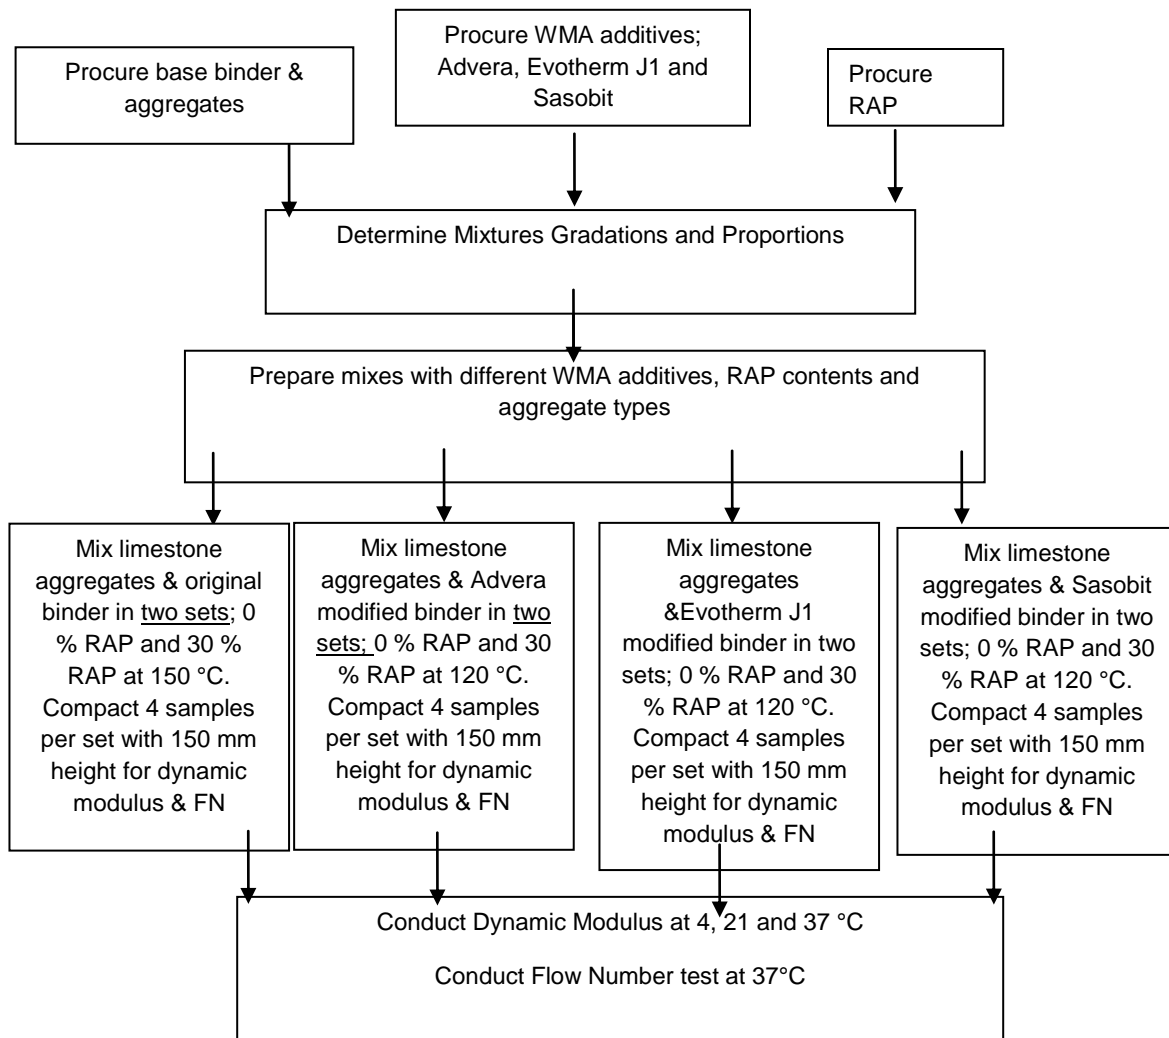 Procure base binder &
aggregates
Procure WMA additives;
Advera, Evotherm J1 and
Sasobit
Procure
RAP
Determine Mixtures Gradations and Proportions
Prepare mixes with different WMA additives, RAP contents and
aggregate types
Mix limestone
aggregates & original
binder in two sets; 0
% RAP and 30 %
RAP at 150 °C.
Compact 4 samples
per set with 150 mm
height for dynamic
modulus & FN
Mix limestone
aggregates & Advera
modified binder in two
sets; 0 % RAP and 30
% RAP at 120 °C.
Compact 4 samples
per set with 150 mm
height for dynamic
modulus & FN
Mix limestone
aggregates
&Evotherm J1
modified binder in two
sets; 0 % RAP and 30
% RAP at 120 °C.
Compact 4 samples
per set with 150 mm
height for dynamic
modulus & FN
Mix limestone
aggregates & Sasobit
modified binder in two
sets; 0 % RAP and 30
% RAP at 120 °C.
Compact 4 samples
per set with 150 mm
height for dynamic
modulus & FN
Conduct Dynamic Modulus at 4, 21 and 37 °C
Conduct Flow Number test at 37°C